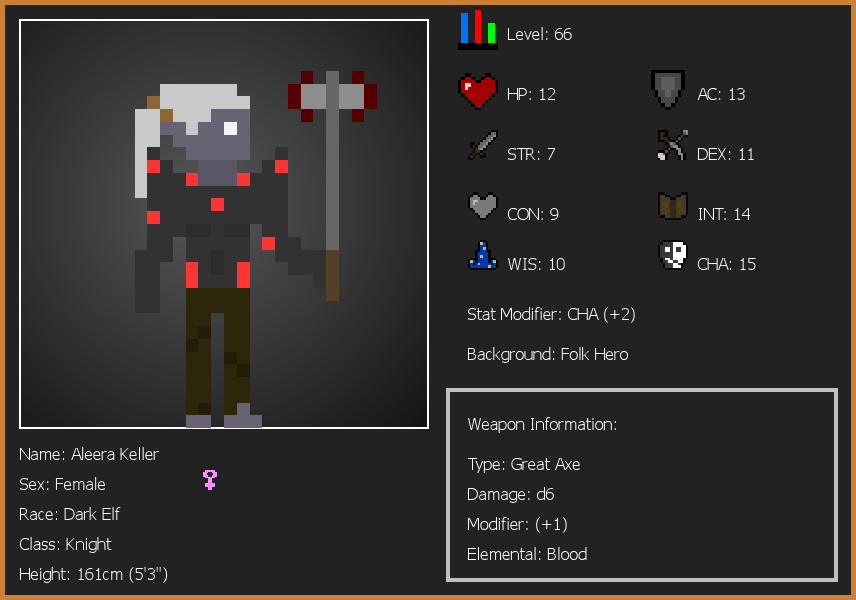 Level: 66
HP: 12
AC: 13
STR: 7
DEX: 11
CON: 9
INT: 14
WIS: 10
CHA: 15
Stat Modifier: CHA (+2)
Background: Folk Hero
Weapon Information:
Type: Great Axe
Damage: d6
Modifier: (+1)
Elemental: Blood
Name: Aleera Keller
Sex: Female
Race: Dark Elf
Class: Knight
Height: 161cm (5'3")